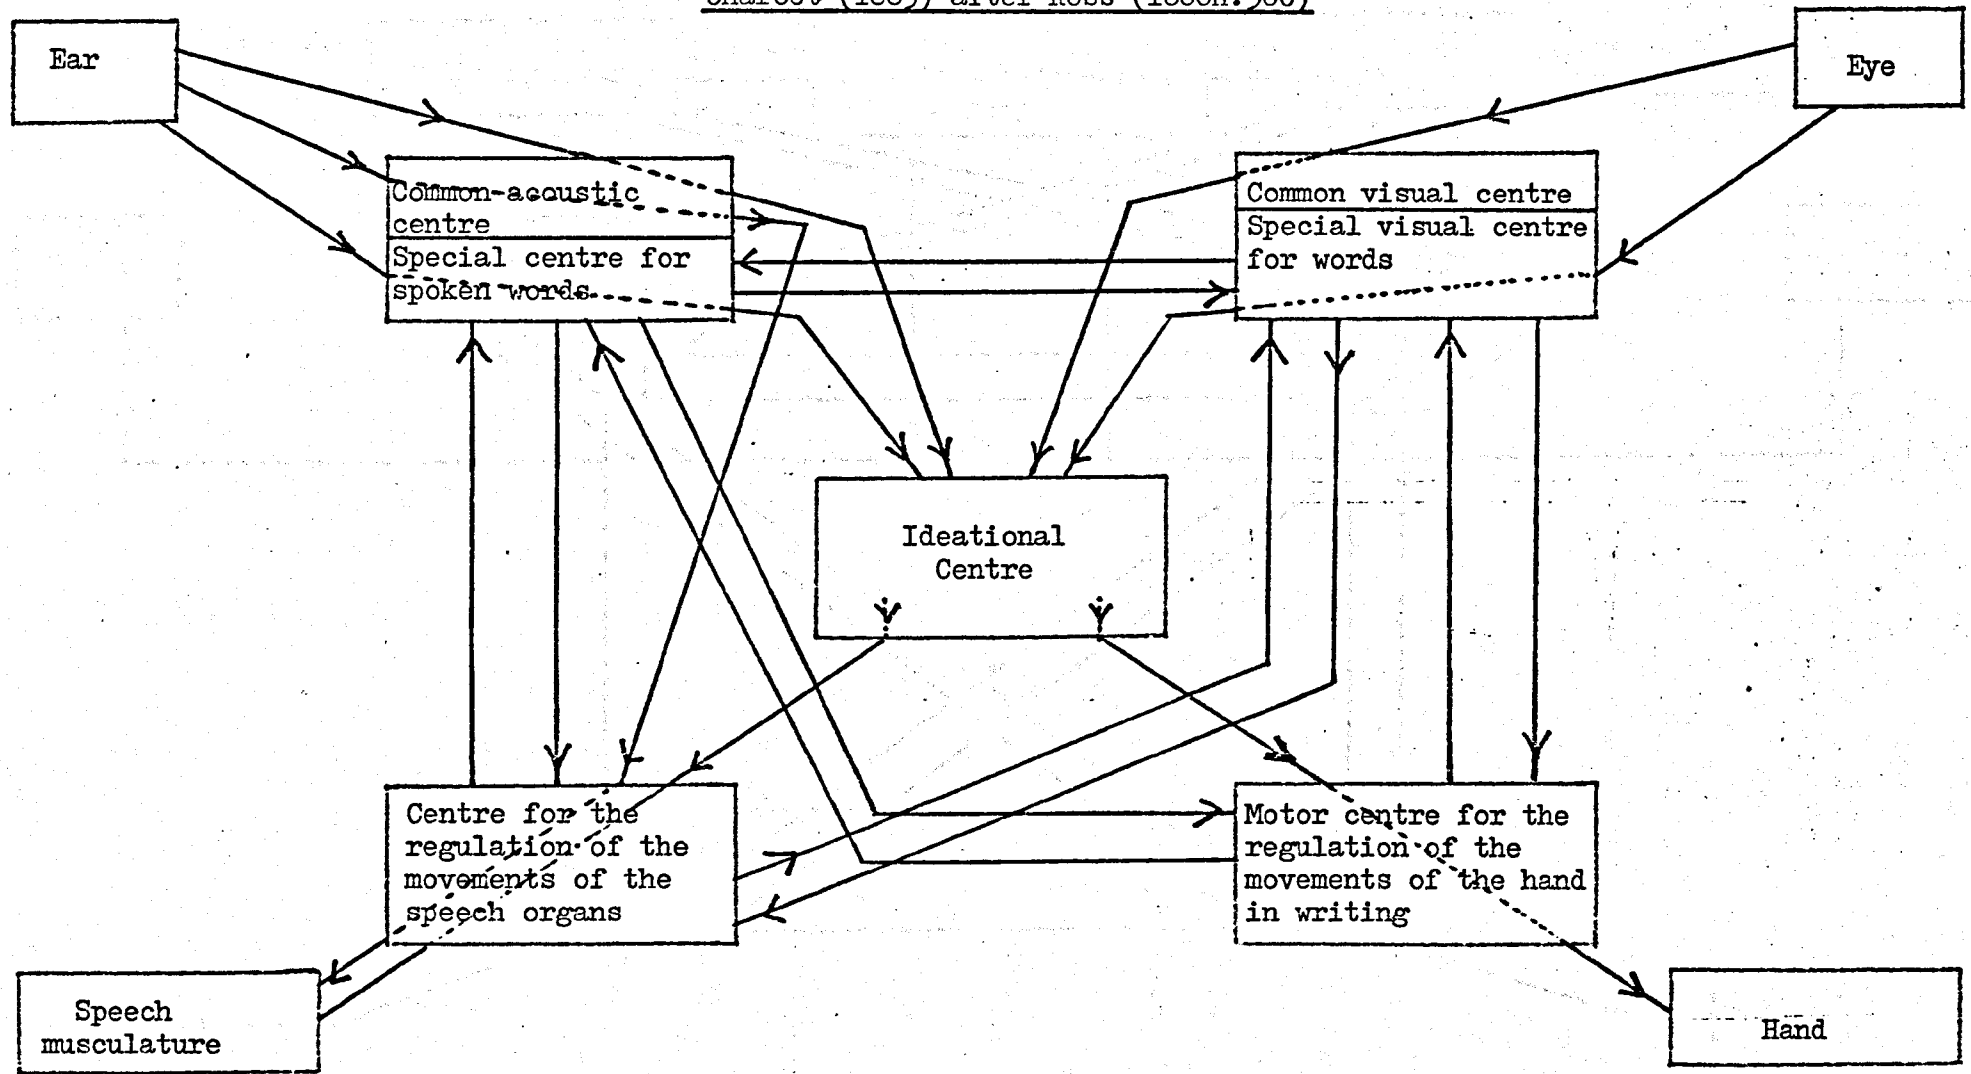 after Ross
Ear
Eye
Common acoustic
centre
Special centre for
spoken words
Common visual centre
Special visual centre
for words
Ideational
Centre
Centre for the
regulation of the
movements of the
speech organs
Motor centre for the
regulation of the
movements of the hand
in writing
Speech
musculature
Hand